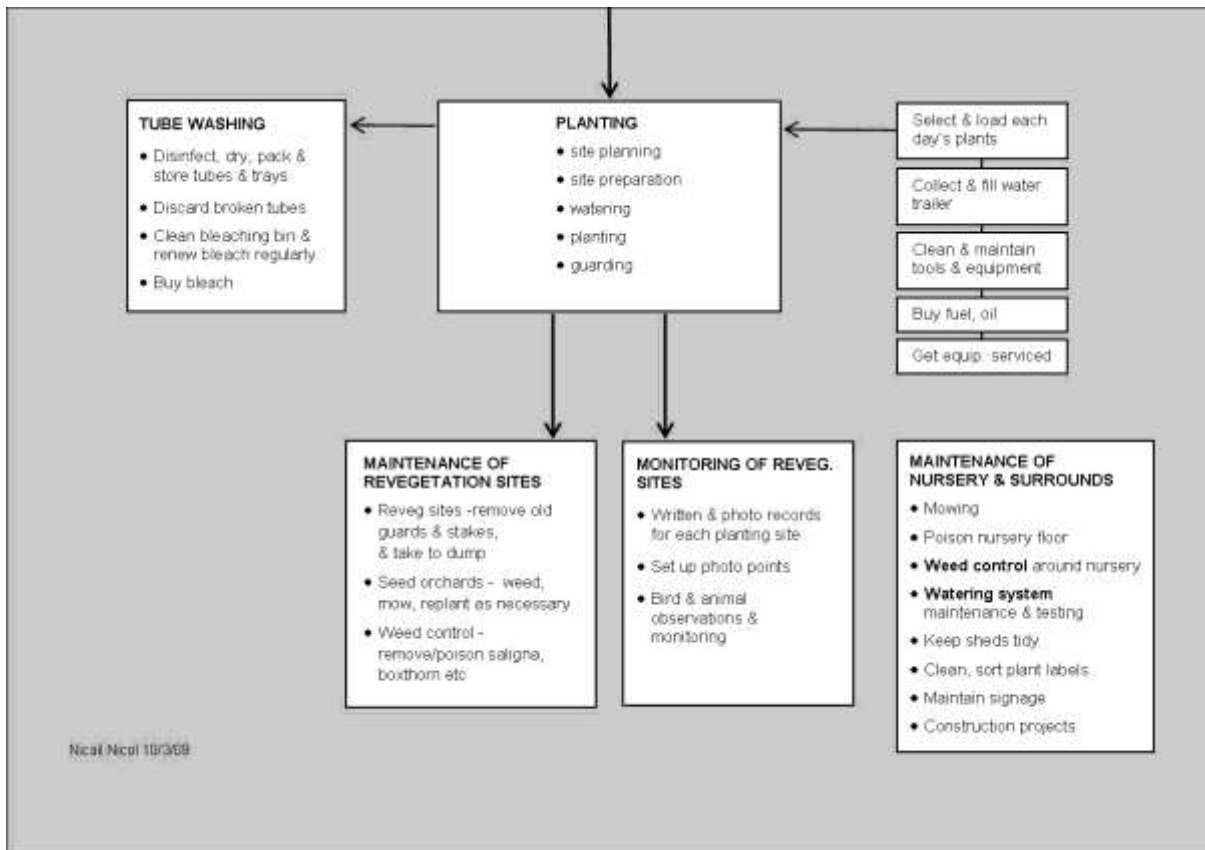 TUBE WASHING
• Disinfect, dry, pack &
store tubes & trays
• Discard broken tubes
• Clean bleaching bin &
renew bleach regularly
• Buy bleach
PLANTING
• site planning
• site preparation
• watering
• planting
• guarding
Select & load each
day's plants
Collect & fill water
trailer
Clean & maintain
tools & equipment
Buy fuel, oil
Get equip. serviced
MAINTENANCE OF
REVEGETATION SITES
• Reveg sites -remove old
guards & stakes,
& take to dump
• Seed orchards - weed,
mow, replant as necessary
• Weed control -
remove/poison saligna,
boxthorn etc
MONITORING OF REVEG.
SITES
• Written & photo records
for each planting site
• Set up photo points
• Bird & animal
observations &
monitoring
MAINTENANCE OF
NURSERY & SURROUNDS
• Mowing
• Poison nursery floor
• Weed control around nursery
• Watering system
maintenance & testing
• Keep sheds tidy
• Clean, sort plant labels
• Maintain signage
• Construction projects
Nicol 10/3/09